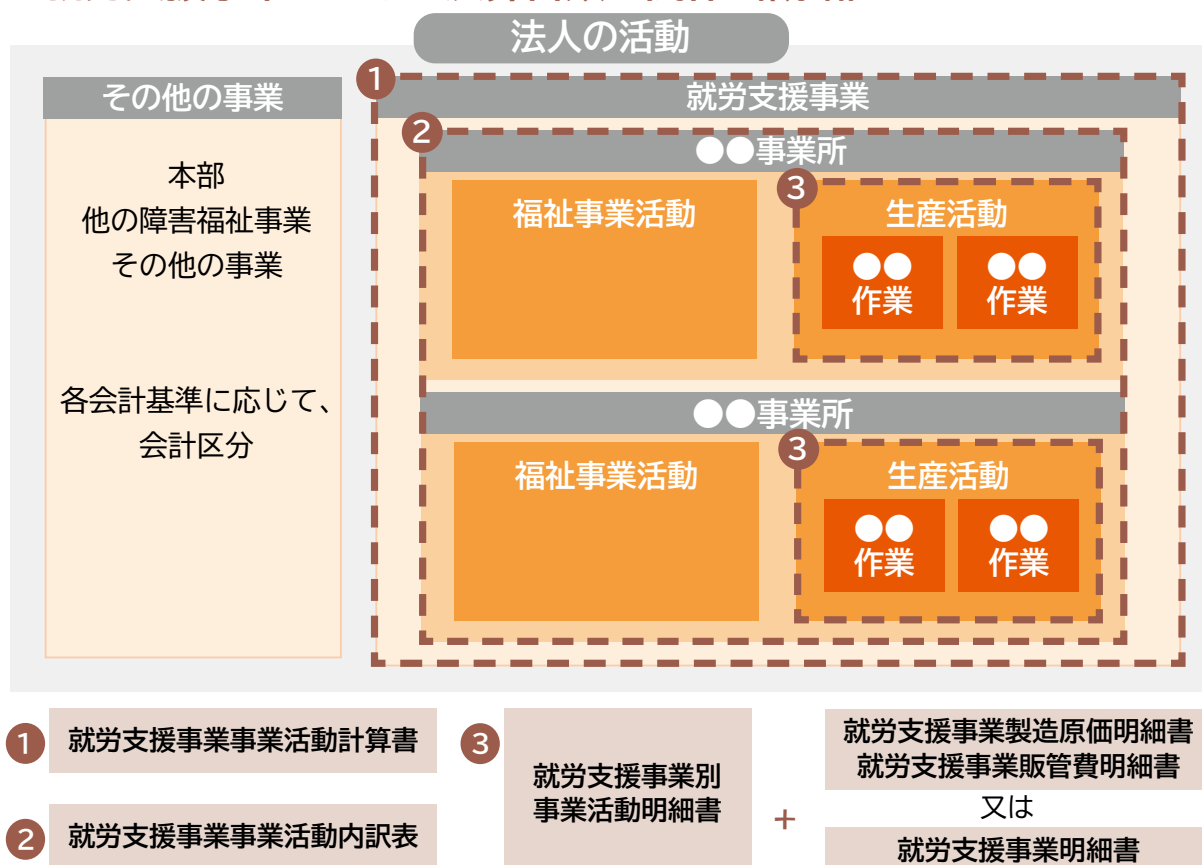 法人の活動
その他の事業
本部
他の障害福祉事業
その他の事業
各会計基準に応じて、
会計区分
1
就労支援事業
2
●●事業所
福祉事業活動
3
生産活動
●●
作業
●●
作業
●●事業所
福祉事業活動
3
生産活動
●●
作業
●●
作業
1
就労支援事業事業活動計算書
2
就労支援事業事業活動内訳表
3
就労支援事業別
事業活動明細書
+
就労支援事業製造原価明細書
就労支援事業販管費明細書
又は
就労支援事業明細書